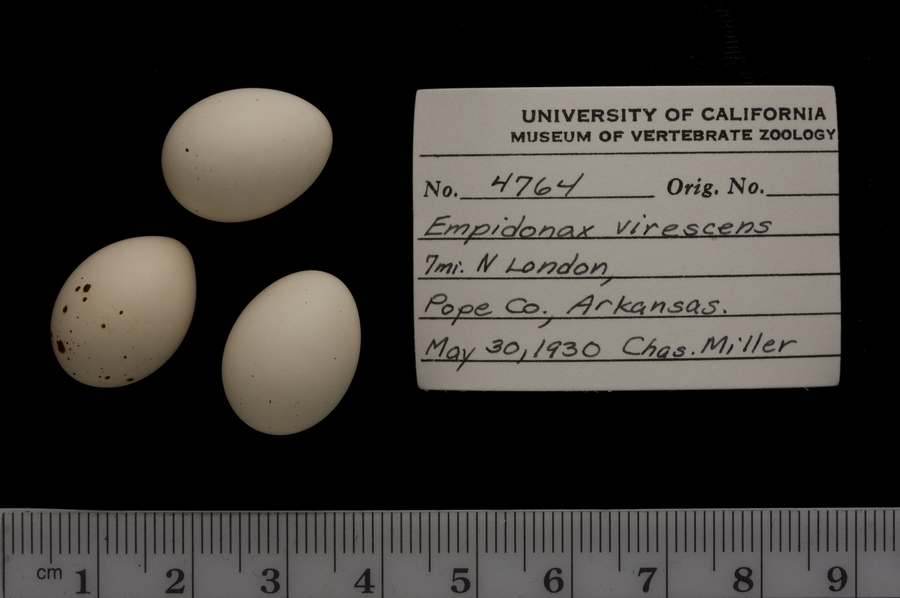 UNIVERSITY OF CALIFORNIA
MUSEUM OF VERTEBRATE ZOOLOGY
No. 4764 Orig. No.
Empidonax virescens
7mi. N London,
Pope Co., Arkansas.
May 30, 1930 Chas. Miller
cm 1 2 3 4 5 6 7 8 9